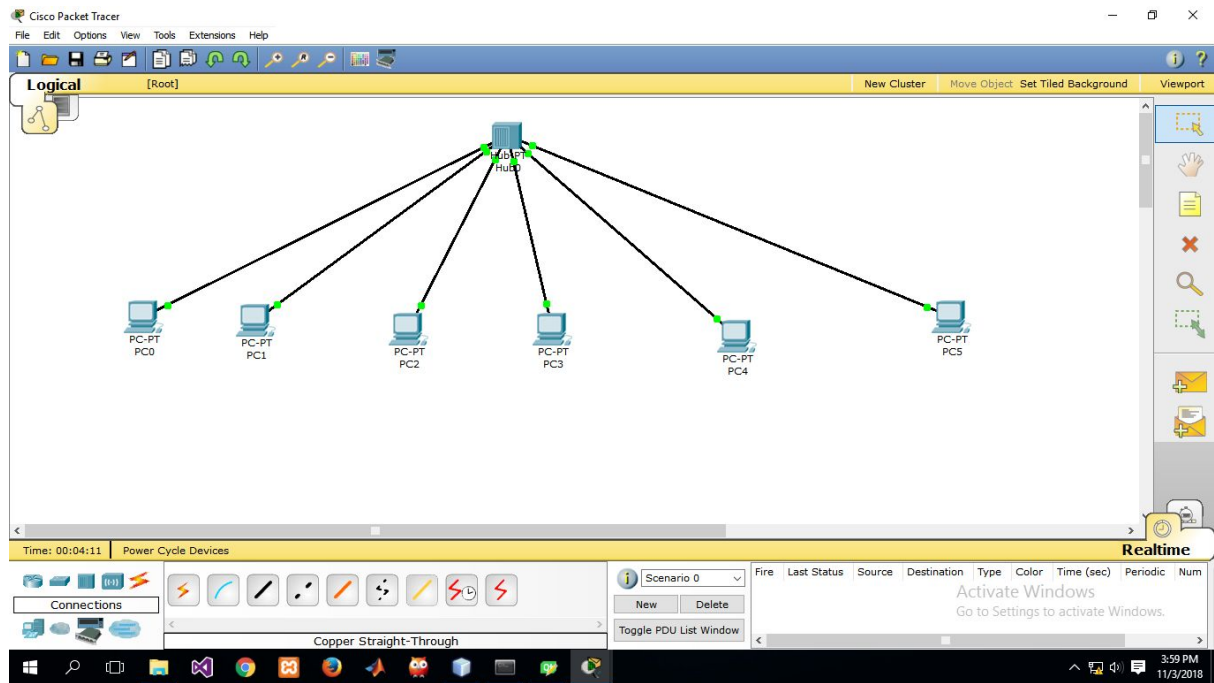 Cisco Packet Tracer
File Edit Options View Tools Extensions Help
Logical [Root] New Cluster Move Object Set Tiled Background Viewport
Hub-PT
Hub0
PC-PT
PC0
PC-PT
PC1
PC-PT
PC2
PC-PT
PC3
PC-PT
PC4
PC-PT
PC5
Time: 00:04:11 Power Cycle Devices Realtime
Connections
Copper Straight-Through
Scenario 0
New Delete
Toggle PDU List Window
Fire Last Status Source Destination Type Color Time (sec) Periodic Num
Activate Windows
Go to Settings to activate Windows.
3:59 PM
11/3/2018